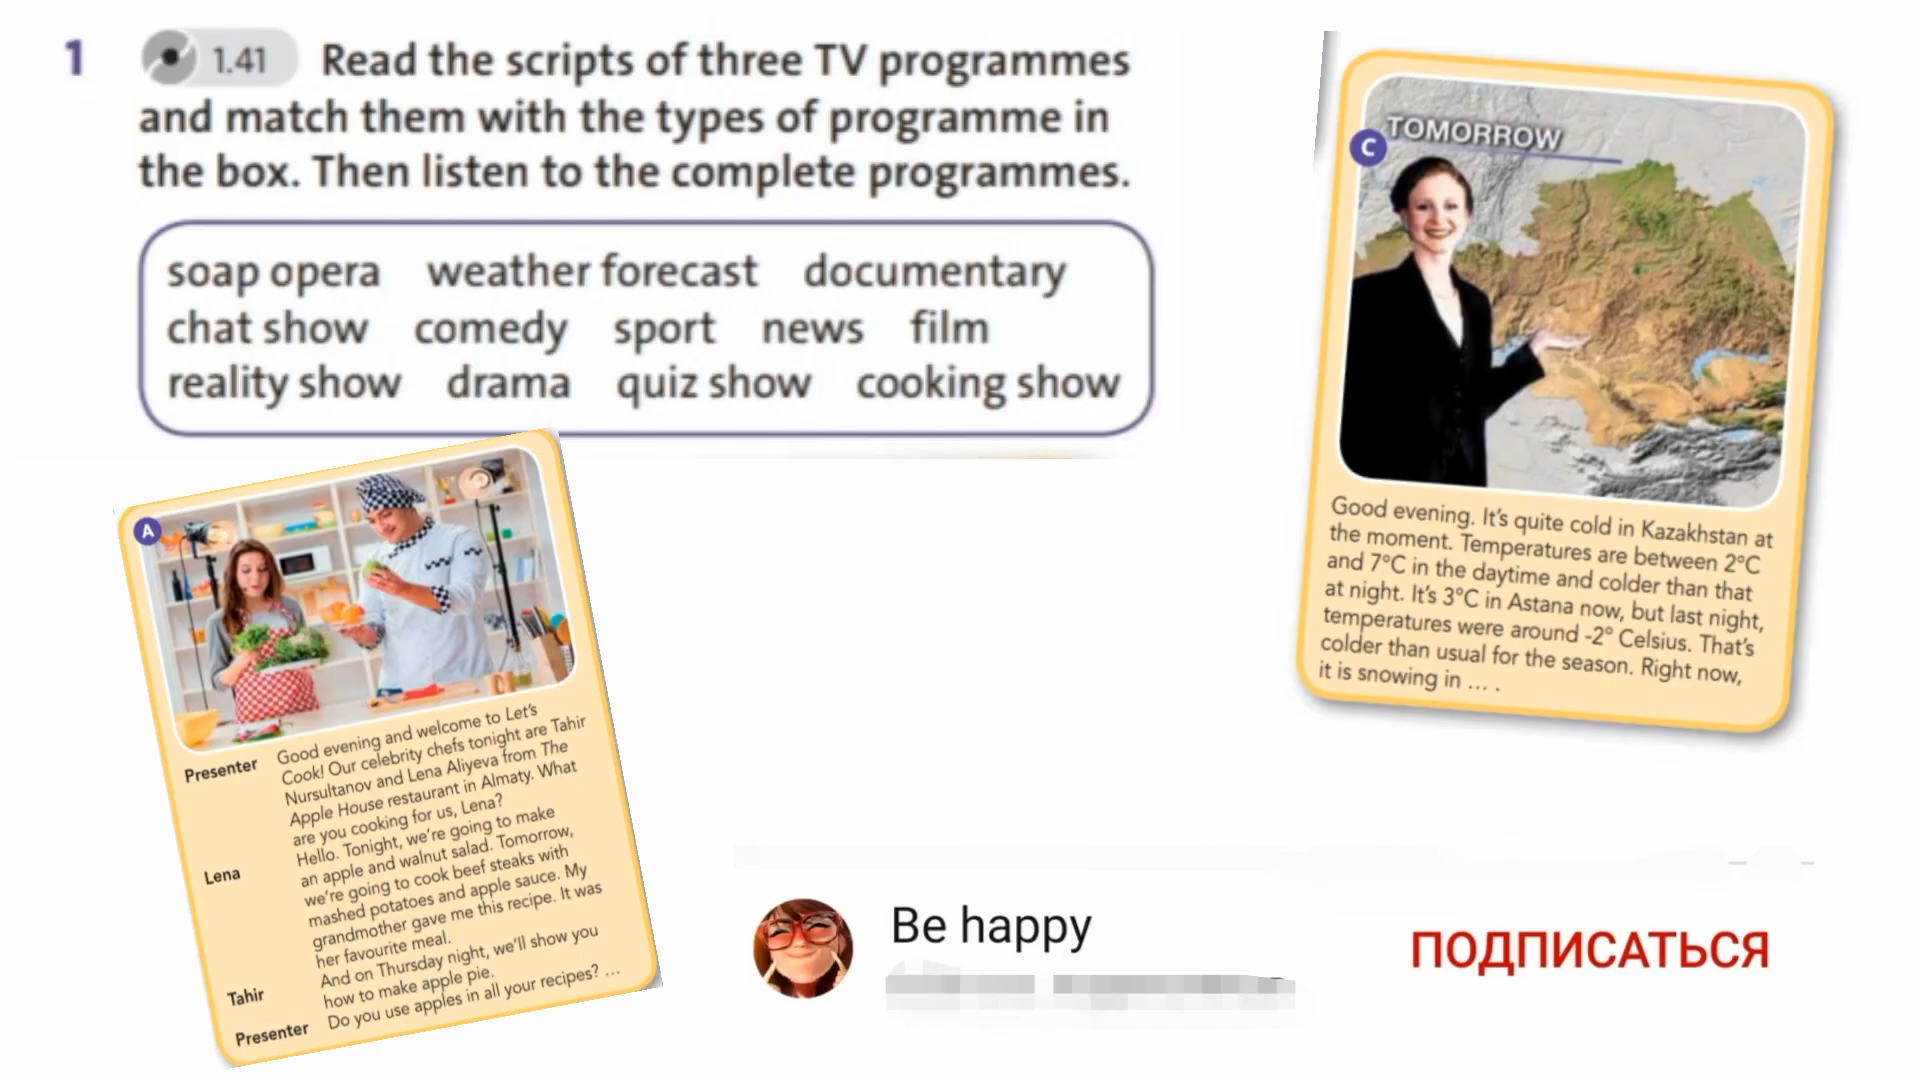 1 1.41 Read the scripts of three TV programmes
and match them with the types of programme in
the box. Then listen to the complete programmes.
soap opera weather forecast documentary
chat show comedy sport news film
reality show drama quiz show cooking show
A
Presenter Good evening and welcome to Let's
Cook! Our celebrity chefs tonight are Tahir
Nursultanov and Lena Aliyeva from The
Apple House restaurant in Almaty. What
are you cooking for us, Lena?
Lena Hello. Tonight, we're going to make
an apple and walnut salad. Tomorrow,
we're going to cook beef steaks with
mashed potatoes and apple sauce. My
grandmother gave me this recipe. It was
her favourite meal.
Tahir And on Thursday night, we'll show you
how to make apple pie.
Presenter Do you use apples in all your recipes? ...
C
TOMORROW
Good evening. It's quite cold in Kazakhstan at
the moment. Temperatures are between 2°C
and 7°C in the daytime and colder than that
at night. It's 3°C in Astana now, but last night,
temperatures were around -2° Celsius. That's
colder than usual for the season. Right now,
it is snowing in ... .
Be happy
ПОДПИСАТЬСЯ